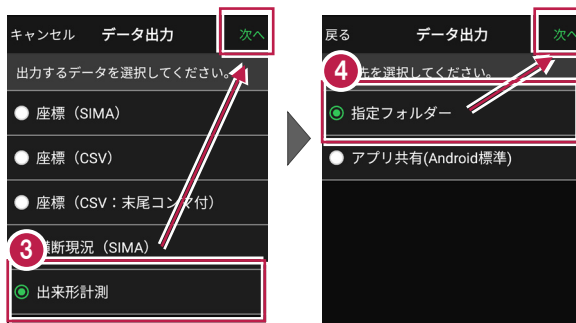 キャンセル データ出力 次へ
出力するデータを選択してください。
座標（SIMA）
座標（CSV）
座標（CSV：末尾コンマ付）
横断現況（SIMA）
3
出来形計測
戻る データ出力 次へ
4
先を選択してください。
指定フォルダー
アプリ共有(Android標準)